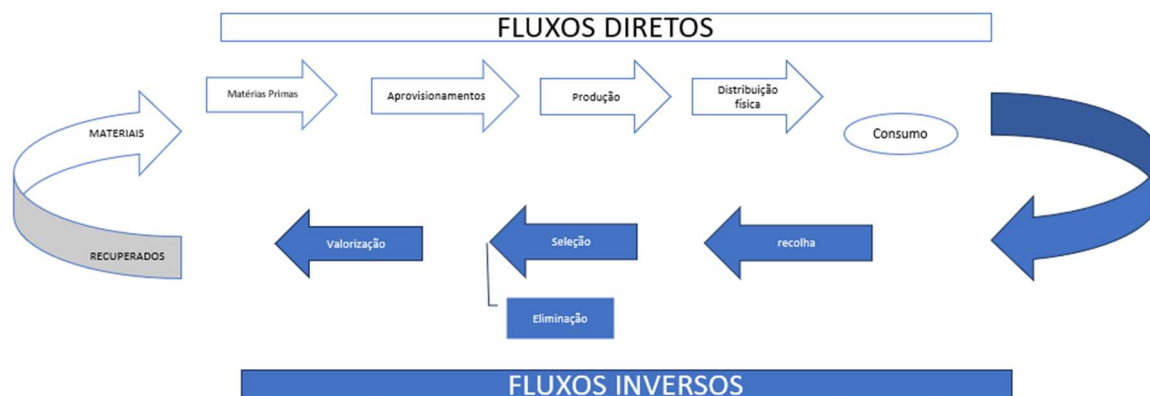 FLUXOS DIRETOS
Matérias Primas
Aprovisionamentos
Produção
Distribuição
física
Consumo
MATERIAIS
RECUPERADOS
Valorização
Seleção
recolha
Eliminação
FLUXOS INVERSOS